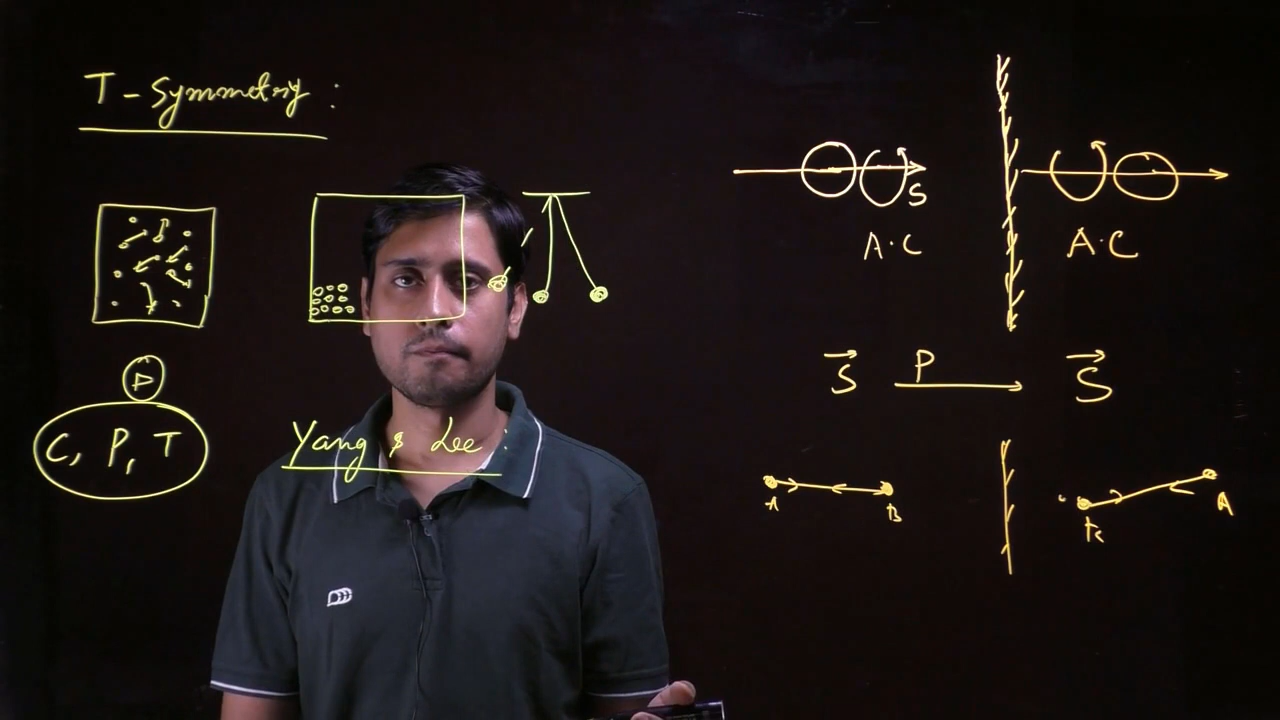 T - Symmetry :
S
A.C
A.C
S P S
C, P, T
Yang & Lee :
A B A